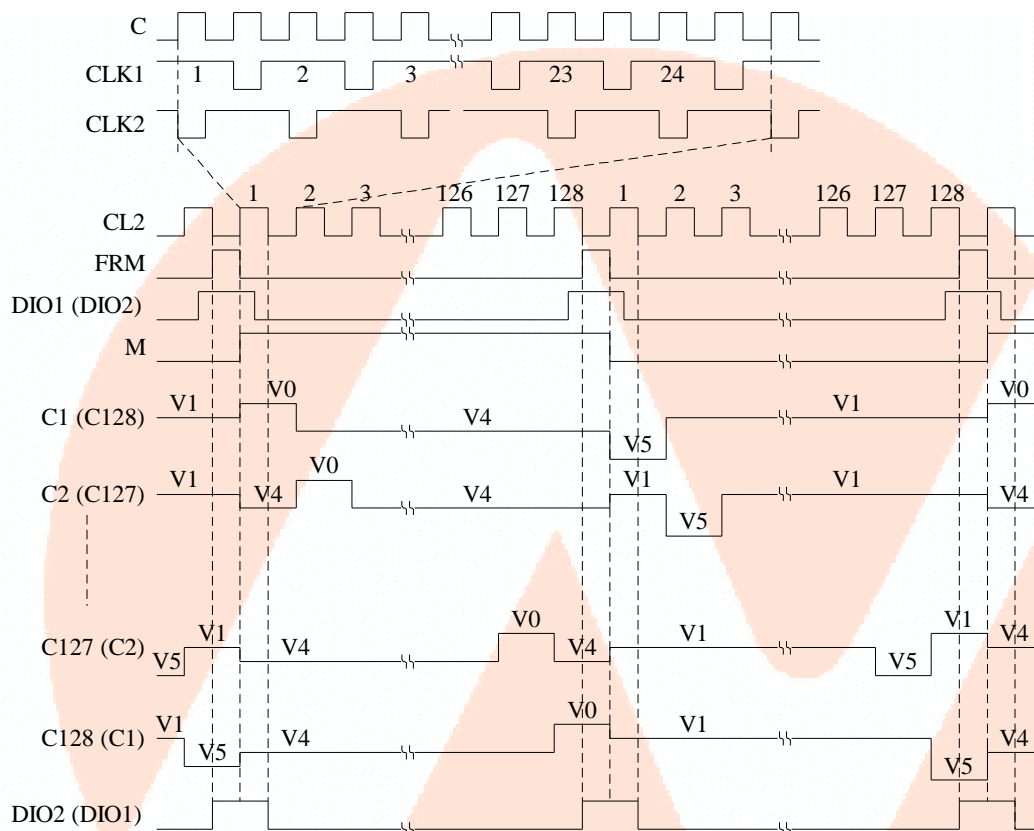 C
CLK1 1 2 3 23 24
CLK2
1 2 3 126 127 128 1 2 3 126 127 128
CL2
FRM
DIO1 (DIO2)
M
V1 V0 V4 V1 V0
C1 (C128)
V5
V0
V1 V4 V4 V1 V1 V4
C2 (C127)
V5
V0
V1 V1 V1
C127 (C2) V4 V4 V4
V5 V5
V0
V1 V1
C128 (C1) V4 V4
V5 V5
DIO2 (DIO1)